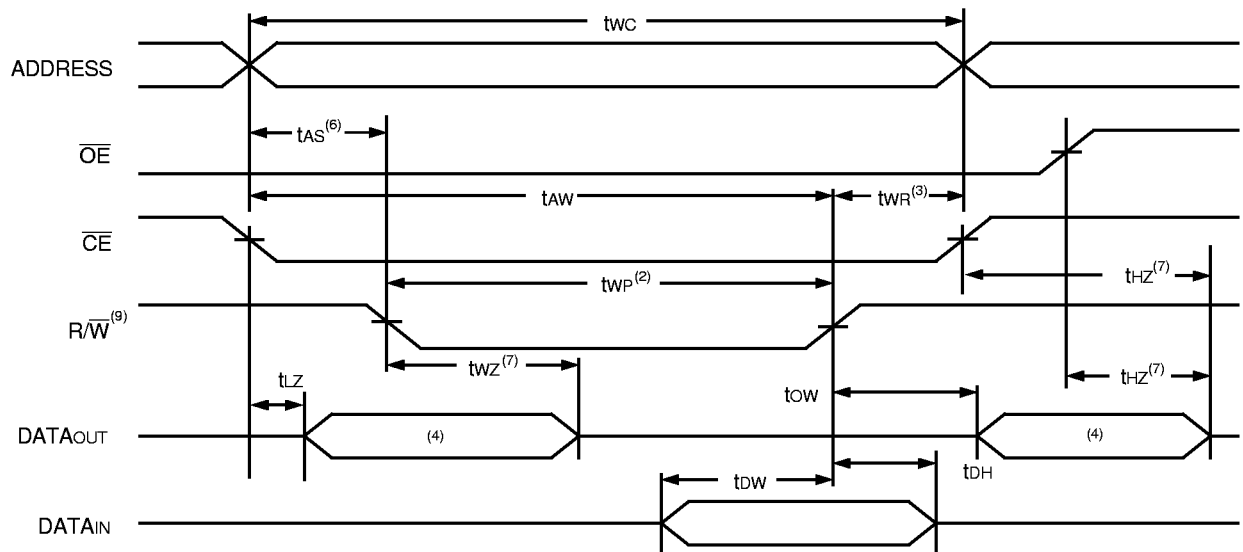 tWC
ADDRESS
tAS(6)
OE
tAW
tWR(3)
CE
tWP(2)
tHZ(7)
R/W(9)
tWZ(7)
tLZ
tOW
tHZ(7)
DATAOUT
(4)
(4)
tDW
tDH
DATAIN